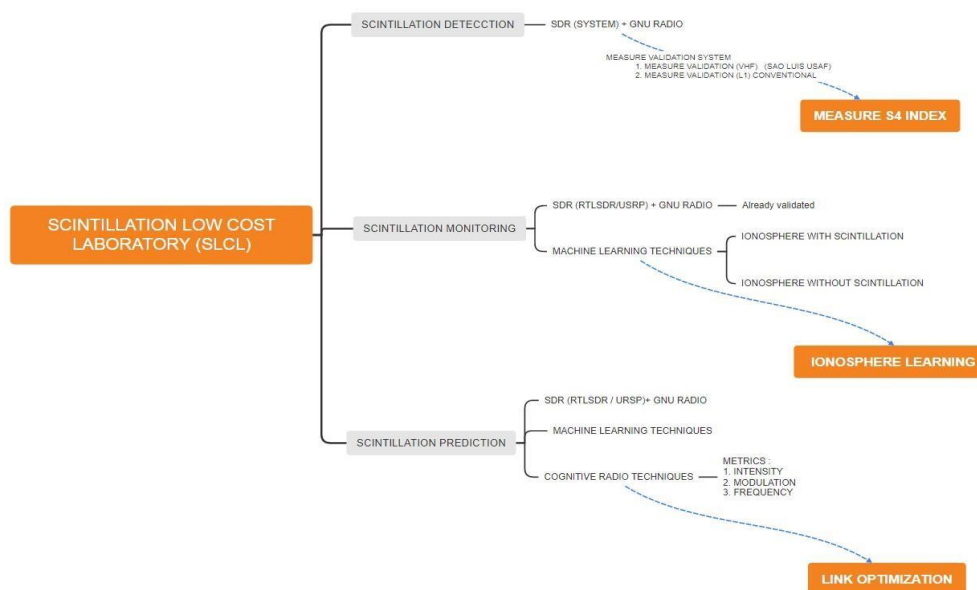 SCINTILLATION DETECCTION
SDR (SYSTEM) + GNU RADIO
MEASURE VALIDATION SYSTEM
1. MEASURE VALIDATION (VHF) (SAO LUIS USAF)
2. MEASURE VALIDATION (L1) CONVENTIONAL
MEASURE S4 INDEX
SCINTILLATION LOW COST
LABORATORY (SLCL)
SCINTILLATION MONITORING
SDR (RTLSDR/USRP) + GNU RADIO
Already validated
MACHINE LEARNING TECHNIQUES
IONOSPHERE WITH SCINTILLATION
IONOSPHERE WITHOUT SCINTILLATION
IONOSPHERE LEARNING
SCINTILLATION PREDICTION
SDR (RTLSDR / URSP)+ GNU RADIO
MACHINE LEARNING TECHNIQUES
COGNITIVE RADIO TECHNIQUES
METRICS :
1. INTENSITY
2. MODULATION
3. FREQUENCY
LINK OPTIMIZATION